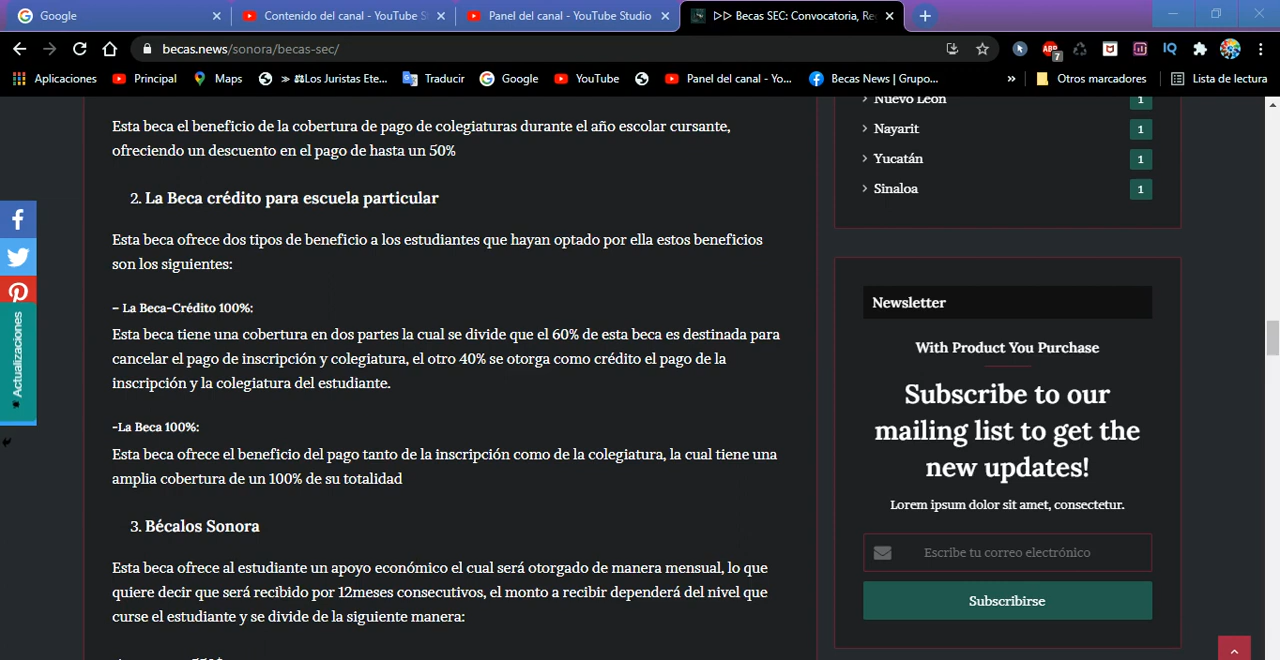 Google
Contenido del canal - YouTube S
Panel del canal - YouTube Studio
▷▷ Becas SEC: Convocatoria, Re
becas.news/sonora/becas-sec/
ABP
7
IQ
Aplicaciones
Principal
Maps
» ⚖Los Juristas Ete...
Traducir
Google
YouTube
Panel del canal - Yo...
Becas News | Grupo...
»
Otros marcadores
Lista de lectura
Esta beca el beneficio de la cobertura de pago de colegiaturas durante el año escolar cursante,
ofreciendo un descuento en el pago de hasta un 50%
2. La Beca crédito para escuela particular
Esta beca ofrece dos tipos de beneficio a los estudiantes que hayan optado por ella estos beneficios
son los siguientes:
– La Beca-Crédito 100%:
Esta beca tiene una cobertura en dos partes la cual se divide que el 60% de esta beca es destinada para
cancelar el pago de inscripción y colegiatura, el otro 40% se otorga como crédito el pago de la
inscripción y la colegiatura del estudiante.
-La Beca 100%:
Esta beca ofrece el beneficio del pago tanto de la inscripción como de la colegiatura, la cual tiene una
amplia cobertura de un 100% de su totalidad
3. Bécalos Sonora
Esta beca ofrece al estudiante un apoyo económico el cual será otorgado de manera mensual, lo que
quiere decir que será recibido por 12meses consecutivos, el monto a recibir dependerá del nivel que
curse el estudiante y se divide de la siguiente manera:
Actualizaciones
Nuevo León 1
Nayarit 1
Yucatán 1
Sinaloa 1
Newsletter
With Product You Purchase
Subscribe to our
mailing list to get the
new updates!
Lorem ipsum dolor sit amet, consectetur.
Escribe tu correo electrónico
Subscribirse